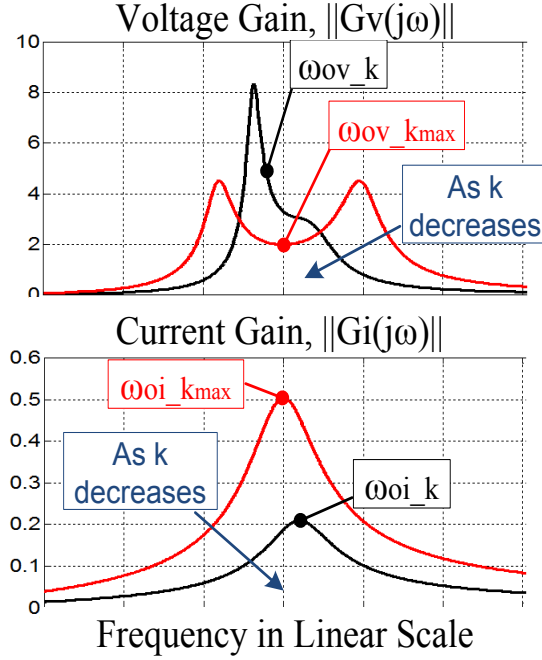 Voltage Gain, ||Gv(jω)||
ωov_k
ωov_kmax
As k
decreases
10
8
6
4
2
0
Current Gain, ||Gi(jω)||
0.6
0.5
0.4
0.3
0.2
0.1
0
ωoi_kmax
As k
decreases
ωoi_k
Frequency in Linear Scale